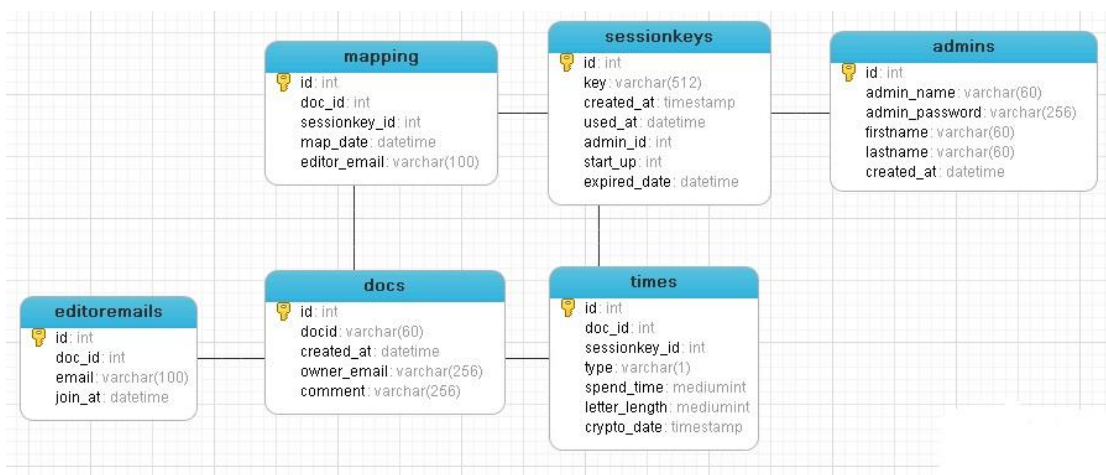 mapping
id: int
doc_id: int
sessionkey_id: int
map_date: datetime
editor_email: varchar(100)
sessionkeys
id: int
key: varchar(512)
created_at: timestamp
used_at: datetime
admin_id: int
start_up: int
expired_date: datetime
admins
id: int
admin_name: varchar(60)
admin_password: varchar(256)
firstname: varchar(60)
lastname: varchar(60)
created_at: datetime
editoremails
id: int
doc_id: int
email: varchar(100)
join_at: datetime
docs
id: int
docid: varchar(60)
created_at: datetime
owner_email: varchar(256)
comment: varchar(256)
times
id: int
doc_id: int
sessionkey_id: int
type: varchar(1)
spend_time: mediumint
letter_length: mediumint
crypto_date: timestamp